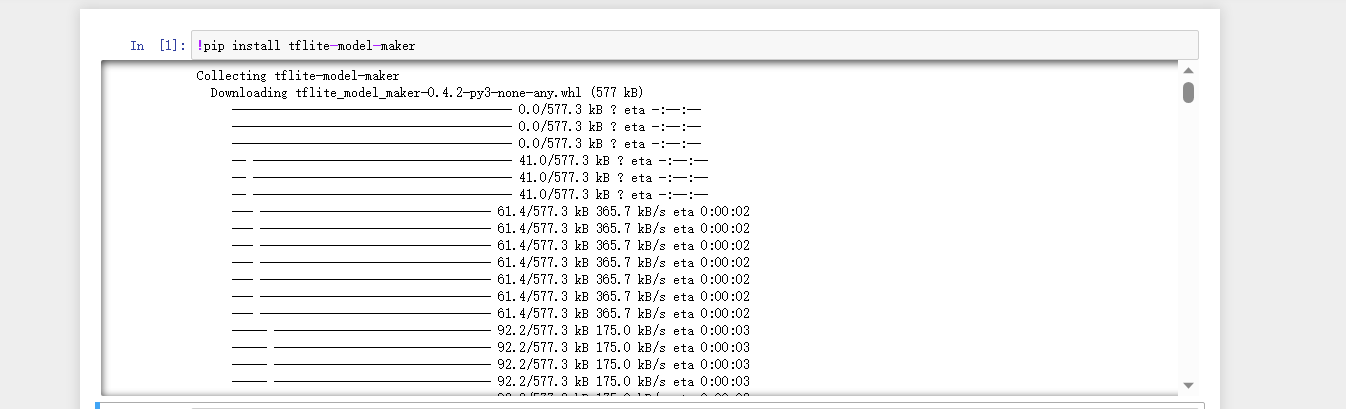 In [1]: !pip install tflite-model-maker
Collecting tflite-model-maker
Downloading tflite_model_maker-0.4.2-py3-none-any.whl (577 kB)
0.0/577.3 kB ? eta -:--:--
0.0/577.3 kB ? eta -:--:--
0.0/577.3 kB ? eta -:--:--
41.0/577.3 kB ? eta -:--:--
41.0/577.3 kB ? eta -:--:--
41.0/577.3 kB ? eta -:--:--
61.4/577.3 kB 365.7 kB/s eta 0:00:02
61.4/577.3 kB 365.7 kB/s eta 0:00:02
61.4/577.3 kB 365.7 kB/s eta 0:00:02
61.4/577.3 kB 365.7 kB/s eta 0:00:02
61.4/577.3 kB 365.7 kB/s eta 0:00:02
61.4/577.3 kB 365.7 kB/s eta 0:00:02
61.4/577.3 kB 365.7 kB/s eta 0:00:02
92.2/577.3 kB 175.0 kB/s eta 0:00:03
92.2/577.3 kB 175.0 kB/s eta 0:00:03
92.2/577.3 kB 175.0 kB/s eta 0:00:03
92.2/577.3 kB 175.0 kB/s eta 0:00:03